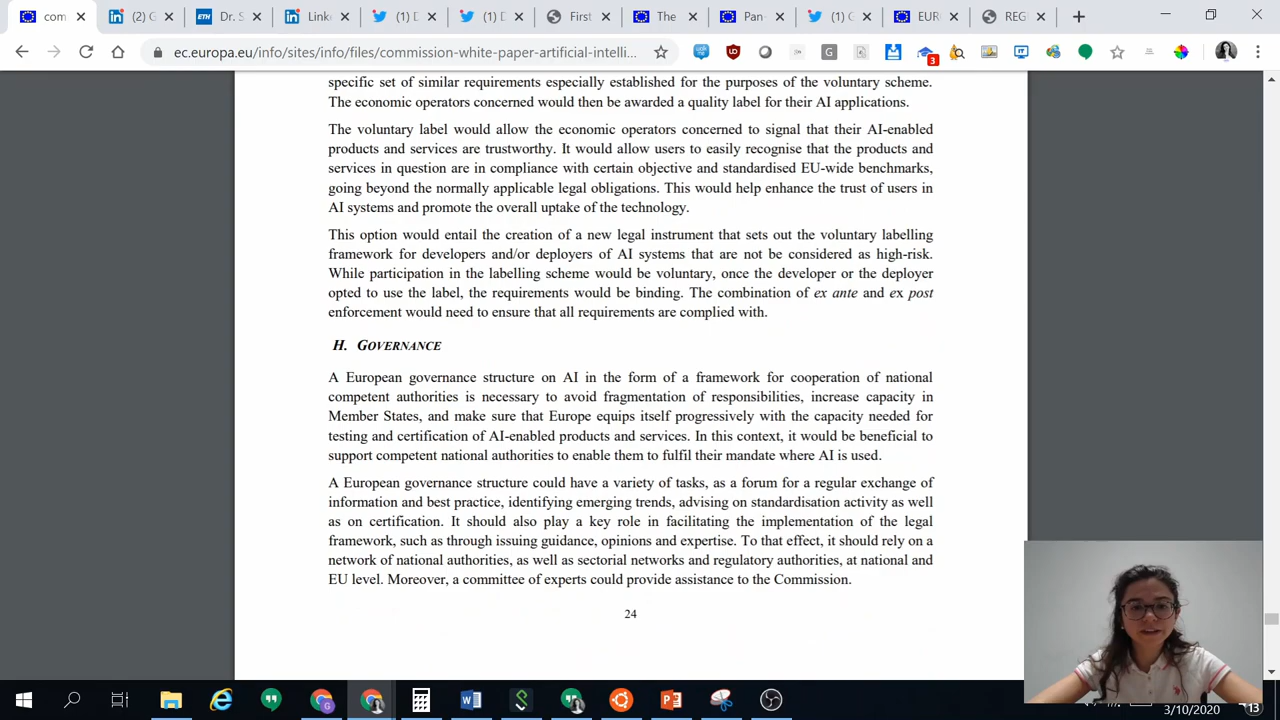 com
(2) G
ETH
Dr. S
Linke
(1) D
(1) D
First
The
Pan-
(1) G
EUR
REG
ec.europa.eu/info/sites/info/files/commission-white-paper-artificial-intelli...
3
specific set of similar requirements especially established for the purposes of the voluntary scheme.
The economic operators concerned would then be awarded a quality label for their AI applications.
The voluntary label would allow the economic operators concerned to signal that their AI-enabled
products and services are trustworthy. It would allow users to easily recognise that the products and
services in question are in compliance with certain objective and standardised EU-wide benchmarks,
going beyond the normally applicable legal obligations. This would help enhance the trust of users in
AI systems and promote the overall uptake of the technology.
This option would entail the creation of a new legal instrument that sets out the voluntary labelling
framework for developers and/or deployers of AI systems that are not be considered as high-risk.
While participation in the labelling scheme would be voluntary, once the developer or the deployer
opted to use the label, the requirements would be binding. The combination of ex ante and ex post
enforcement would need to ensure that all requirements are complied with.
H. GOVERNANCE
A European governance structure on AI in the form of a framework for cooperation of national
competent authorities is necessary to avoid fragmentation of responsibilities, increase capacity in
Member States, and make sure that Europe equips itself progressively with the capacity needed for
testing and certification of AI-enabled products and services. In this context, it would be beneficial to
support competent national authorities to enable them to fulfil their mandate where AI is used.
A European governance structure could have a variety of tasks, as a forum for a regular exchange of
information and best practice, identifying emerging trends, advising on standardisation activity as well
as on certification. It should also play a key role in facilitating the implementation of the legal
framework, such as through issuing guidance, opinions and expertise. To that effect, it should rely on a
network of national authorities, as well as sectorial networks and regulatory authorities, at national and
EU level. Moreover, a committee of experts could provide assistance to the Commission.
24
3/10/2020
13